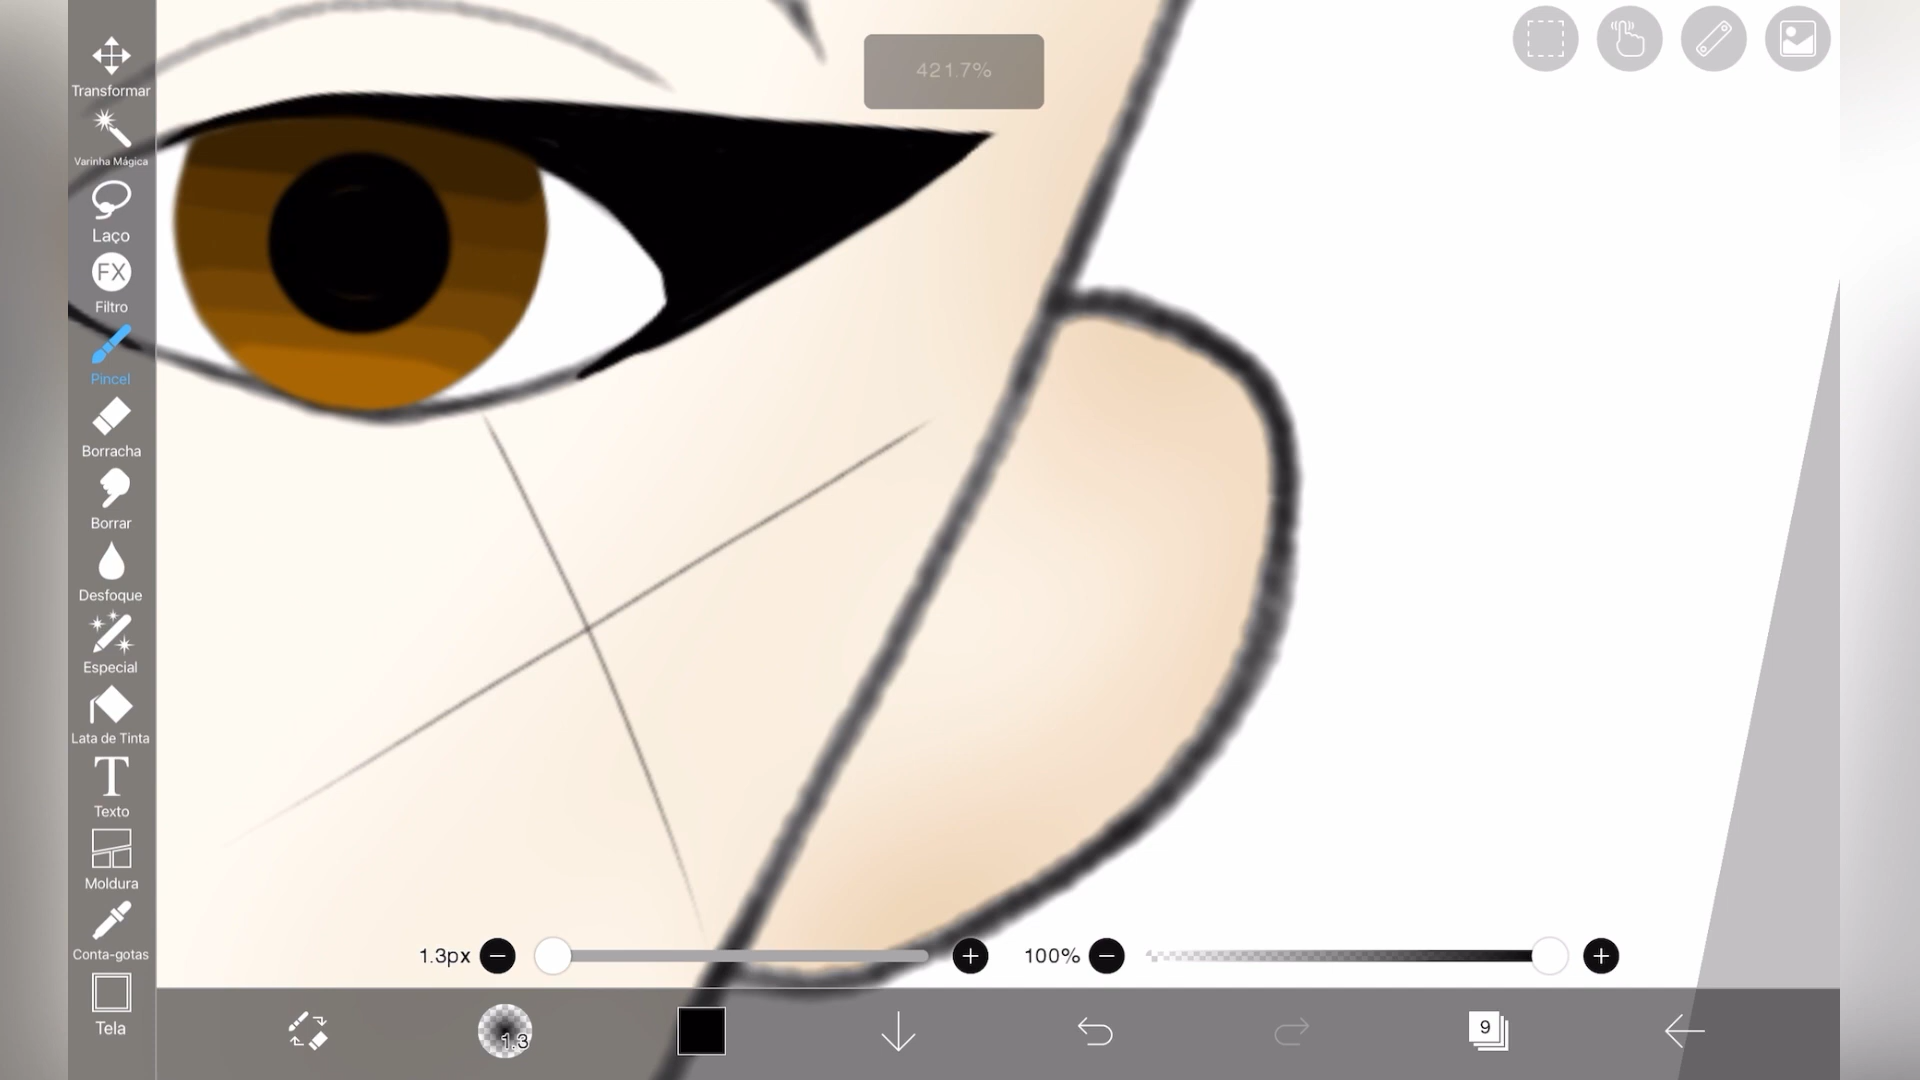 421.7%
Transformar
Varinha Mágica
Laço
FX
Filtro
Pincel
Borracha
Borrar
Desfoque
Especial
Lata de Tinta
T
Texto
Moldura
Conta-gotas
Tela
1.3px
100%
1.3
9